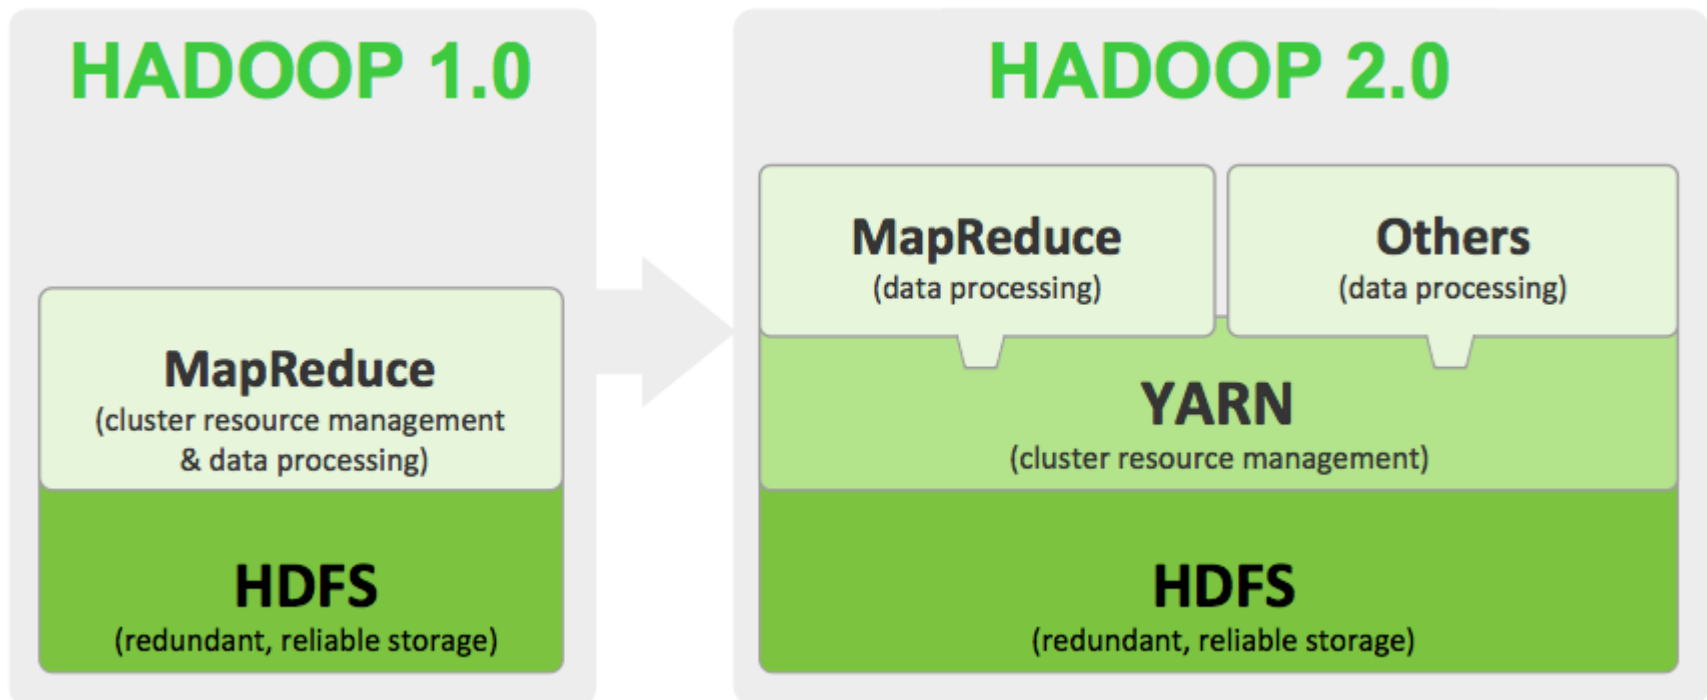 HADOOP 1.0
MapReduce
(cluster resource management
& data processing)
HDFS
(redundant, reliable storage)
HADOOP 2.0
MapReduce
(data processing)
Others
(data processing)
YARN
(cluster resource management)
HDFS
(redundant, reliable storage)